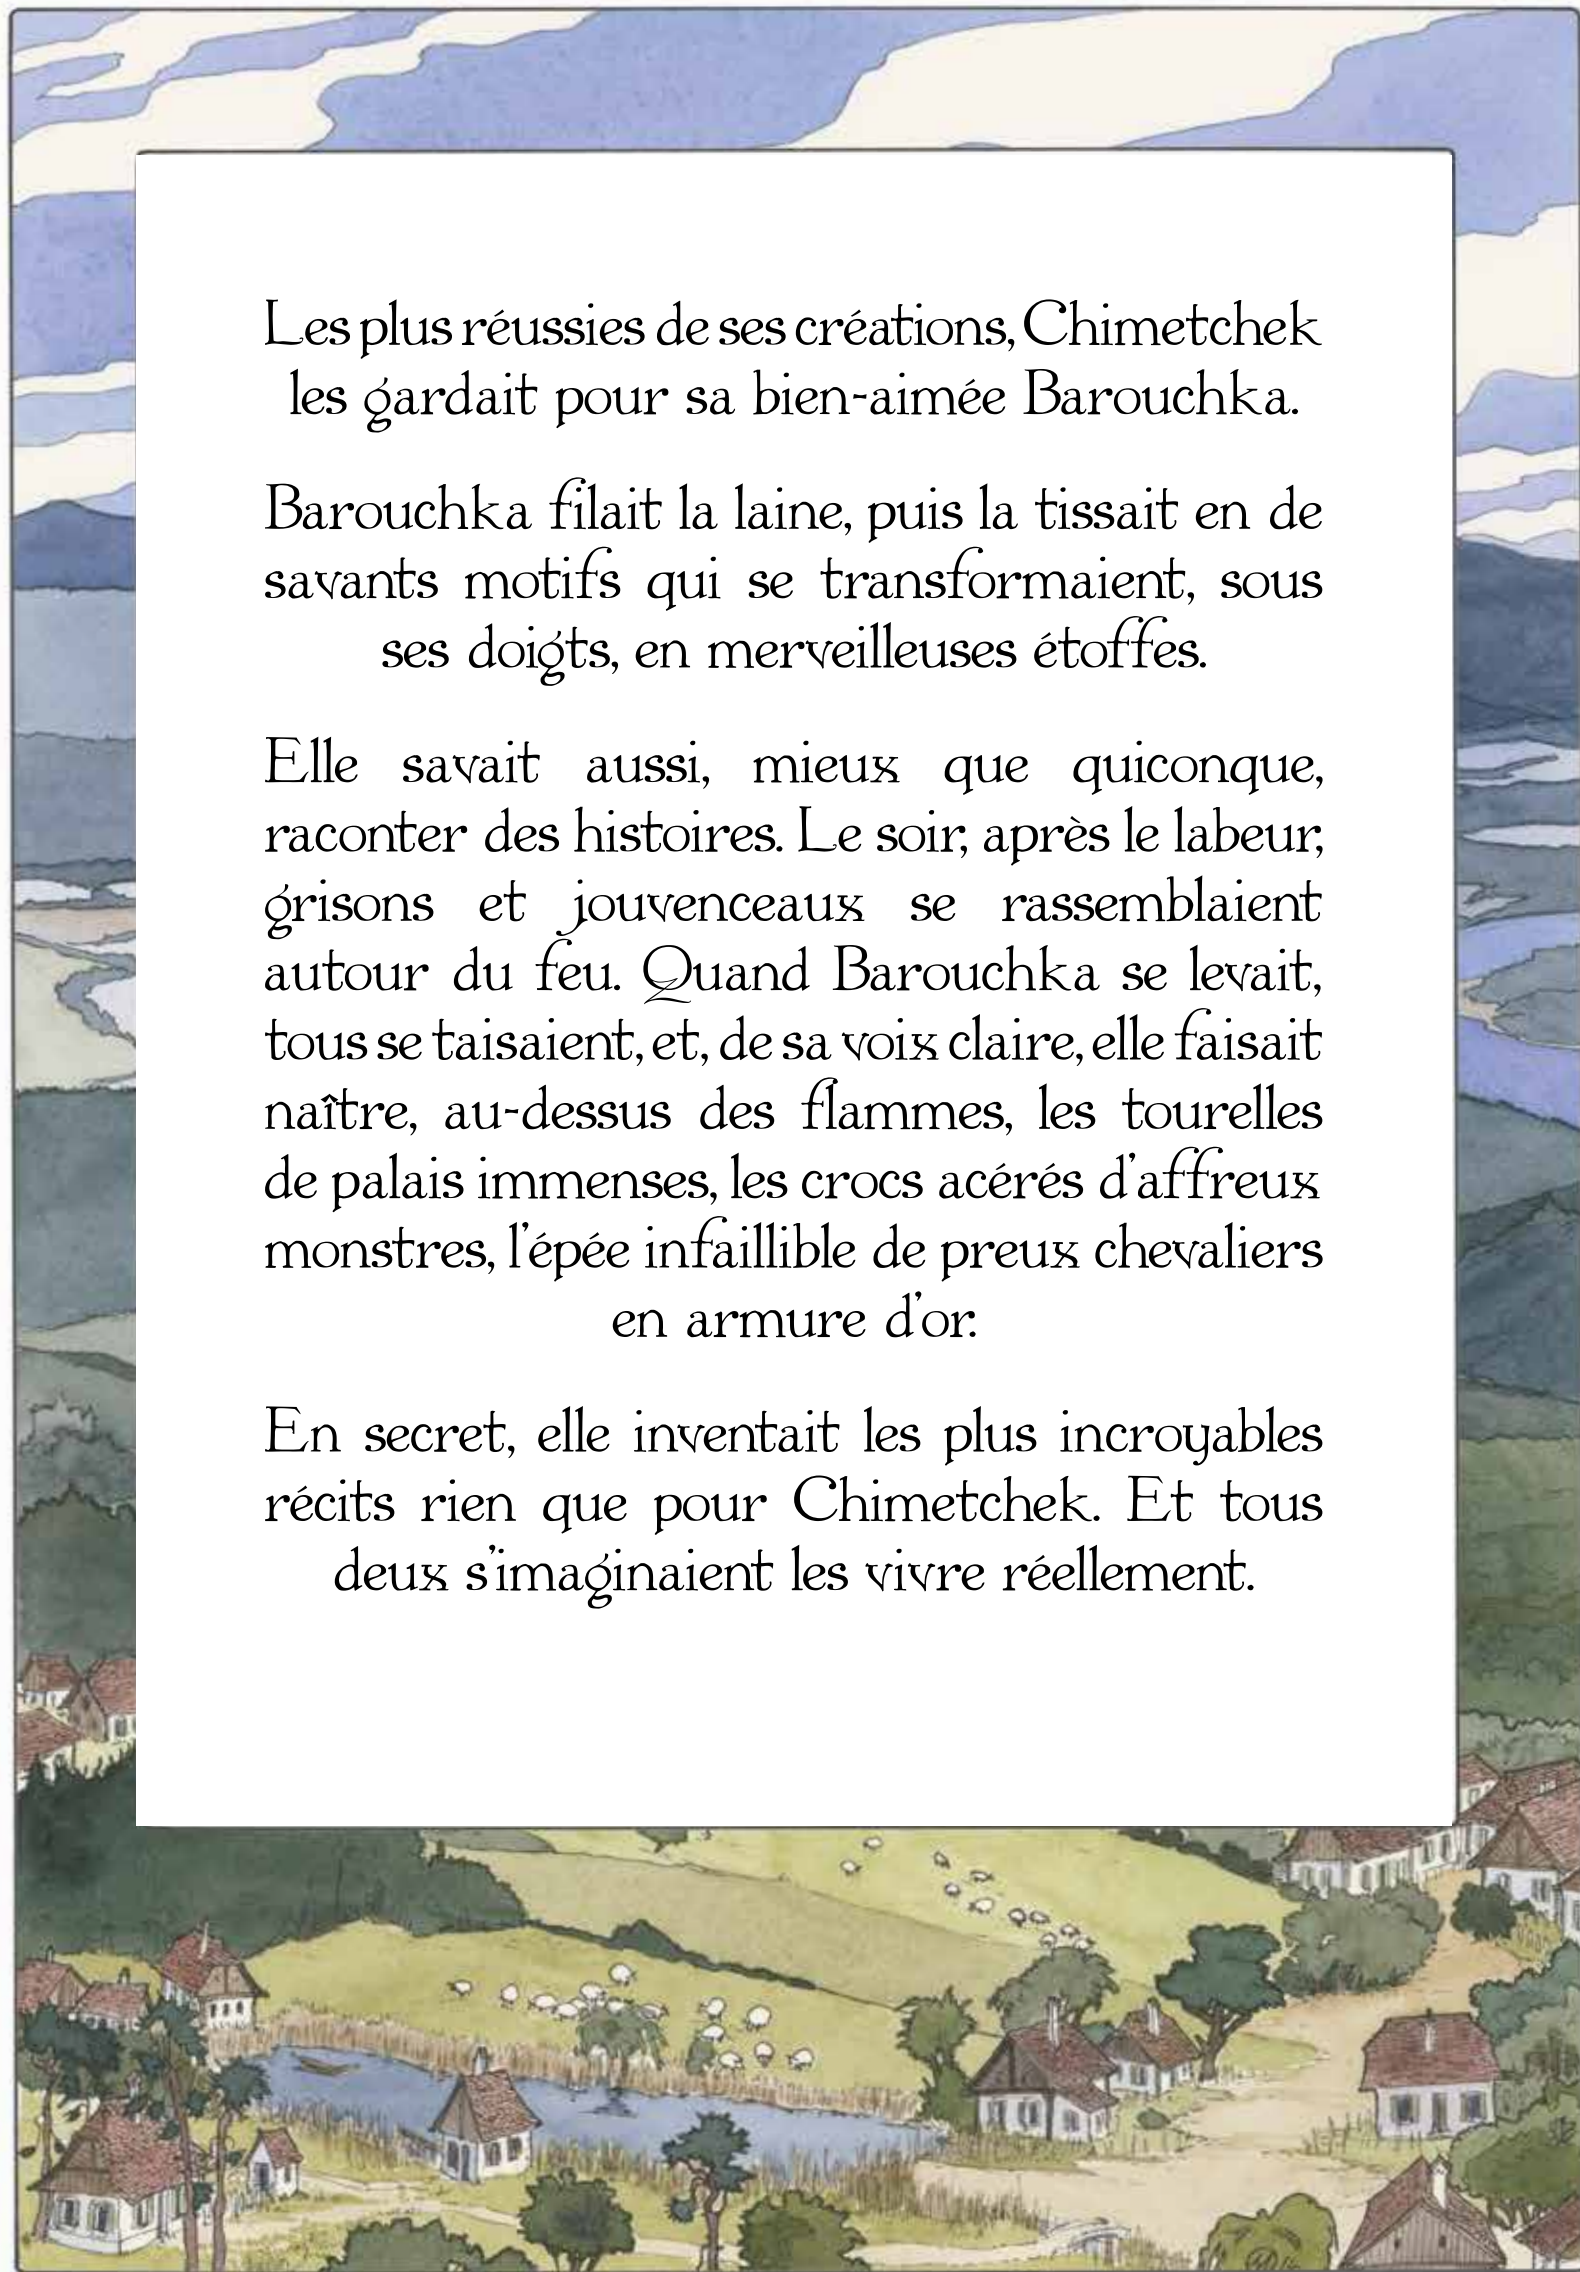 Les plus réussies de ses créations, Chimetchek
les gardait pour sa bien-aimée Barouchka.
Barouchka filait la laine, puis la tissait en de
savants motifs qui se transformaient, sous
ses doigts, en merveilleuses étoffes.
Elle savait aussi, mieux que quiconque,
raconter des histoires. Le soir, après le labeur,
grisons et jouvenceaux se rassemblaient
autour du feu. Quand Barouchka se levait,
tous se taisaient, et, de sa voix claire, elle faisait
naître, au-dessus des flammes, les tourelles
de palais immenses, les crocs acérés d'affreux
monstres, l'épée infaillible de preux chevaliers
en armure d'or.
En secret, elle inventait les plus incroyables
récits rien que pour Chimetchek. Et tous
deux s'imaginaient les vivre réellement.